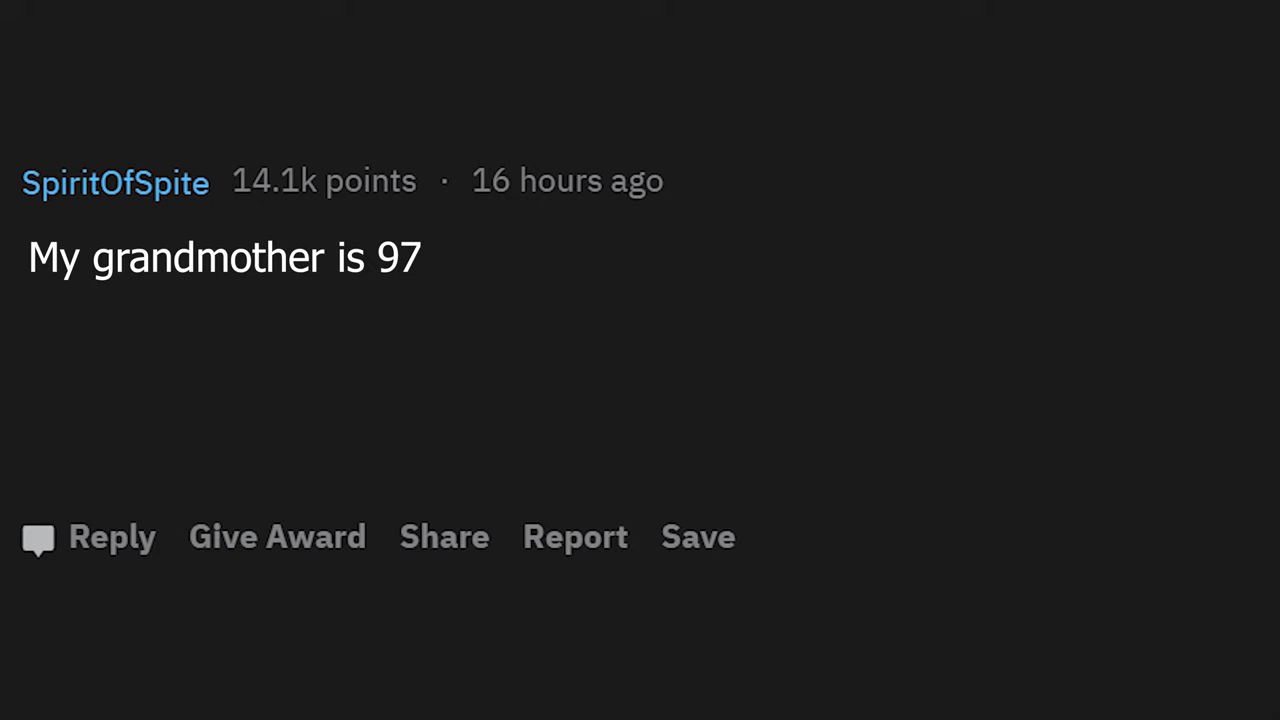 SpiritOfSpite 14.1k points · 16 hours ago
My grandmother is 97
Reply Give Award Share Report Save